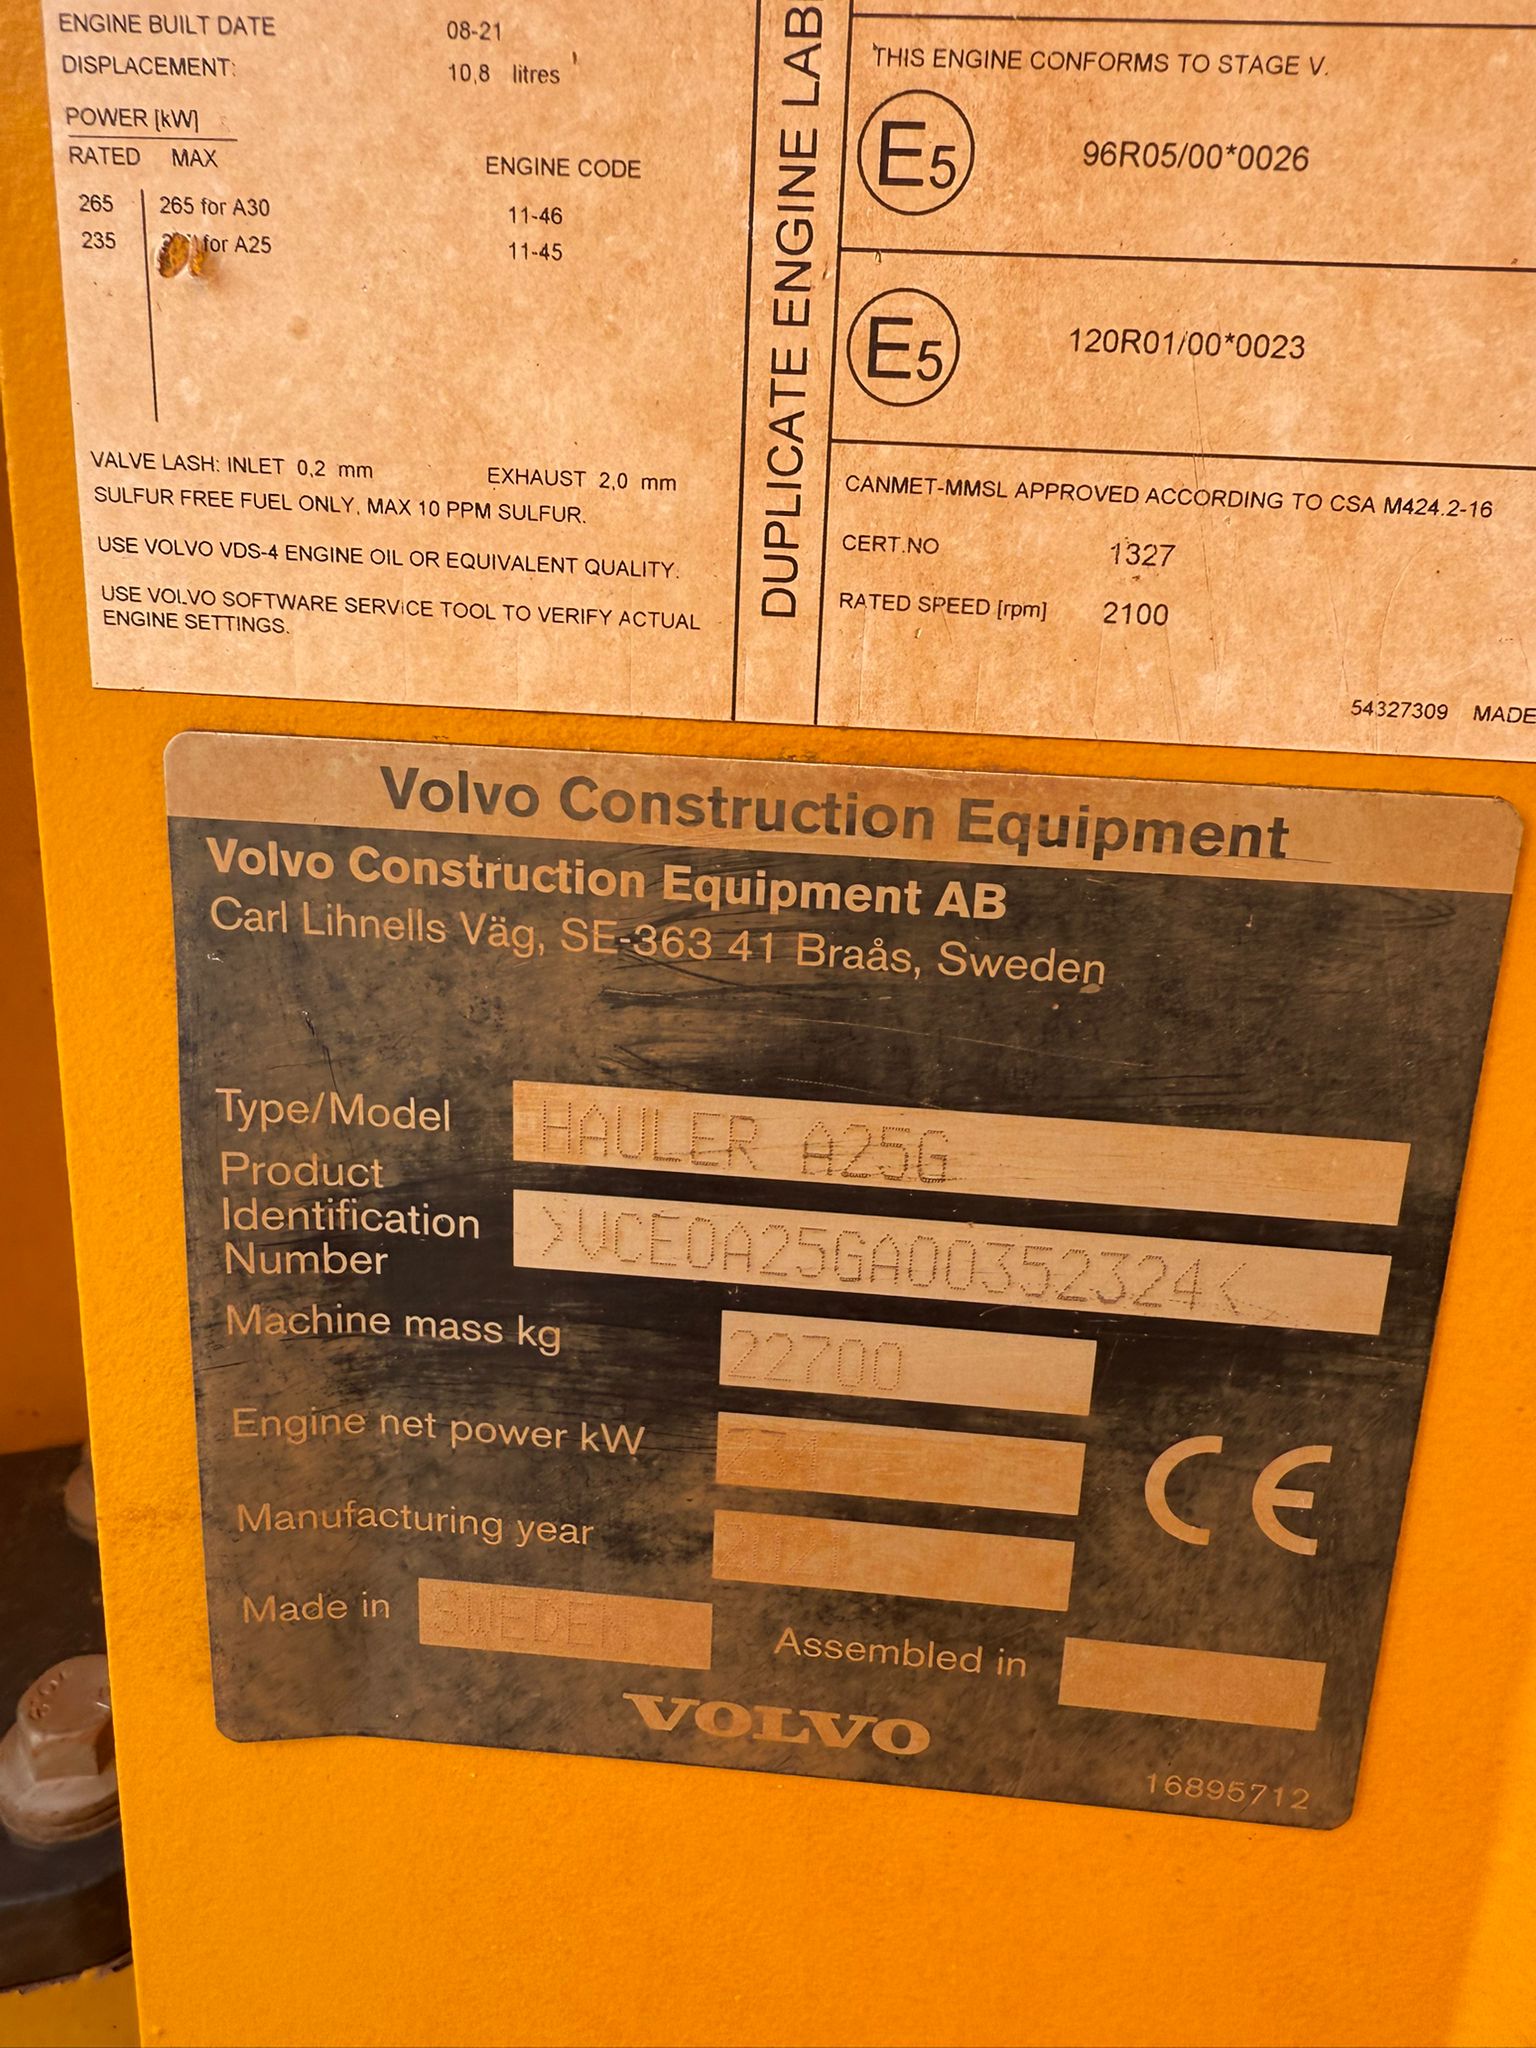 ENGINE BUILT DATE 08-21
DISPLACEMENT: 10,8 litres
POWER [kW]
RATED MAX ENGINE CODE
265 265 for A30 11-46
235 for A25 11-45
VALVE LASH: INLET 0,2 mm EXHAUST 2,0 mm
SULFUR FREE FUEL ONLY, MAX 10 PPM SULFUR.
USE VOLVO VDS-4 ENGINE OIL OR EQUIVALENT QUALITY.
USE VOLVO SOFTWARE SERVICE TOOL TO VERIFY ACTUAL
ENGINE SETTINGS.
DUPLICATE ENGINE LAB
THIS ENGINE CONFORMS TO STAGE V.
E5 96R05/00*0026
E5 120R01/00*0023
CANMET-MMSL APPROVED ACCORDING TO CSA M424.2-16
CERT.NO 1327
RATED SPEED [rpm] 2100
54327309 MADE
Volvo Construction Equipment
Volvo Construction Equipment AB
Carl Lihnells Väg, SE-363 41 Braås, Sweden
Type/Model HAULER A25G
Product
Identification
Number >VCE0A25GA00352324<
Machine mass kg 22700
Engine net power kW 234
Manufacturing year 2021
Made in SWEDEN
Assembled in
CE
VOLVO
16895712